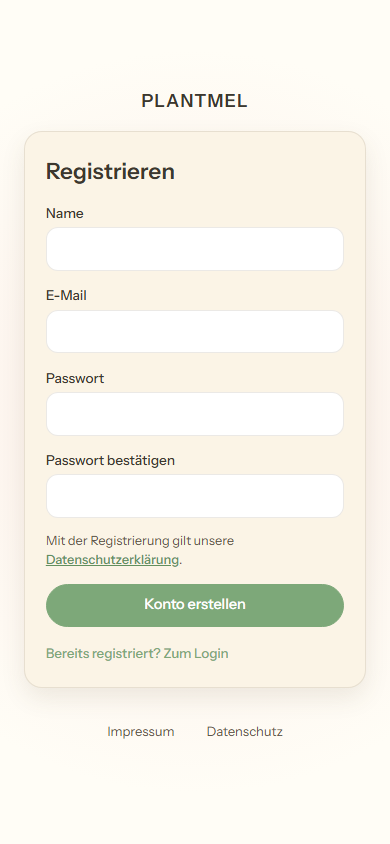 PLANTMEL
Registrieren
Name
E-Mail
Passwort
Passwort bestätigen
Mit der Registrierung gilt unsere
Datenschutzerklärung.
Konto erstellen
Bereits registriert? Zum Login
Impressum Datenschutz